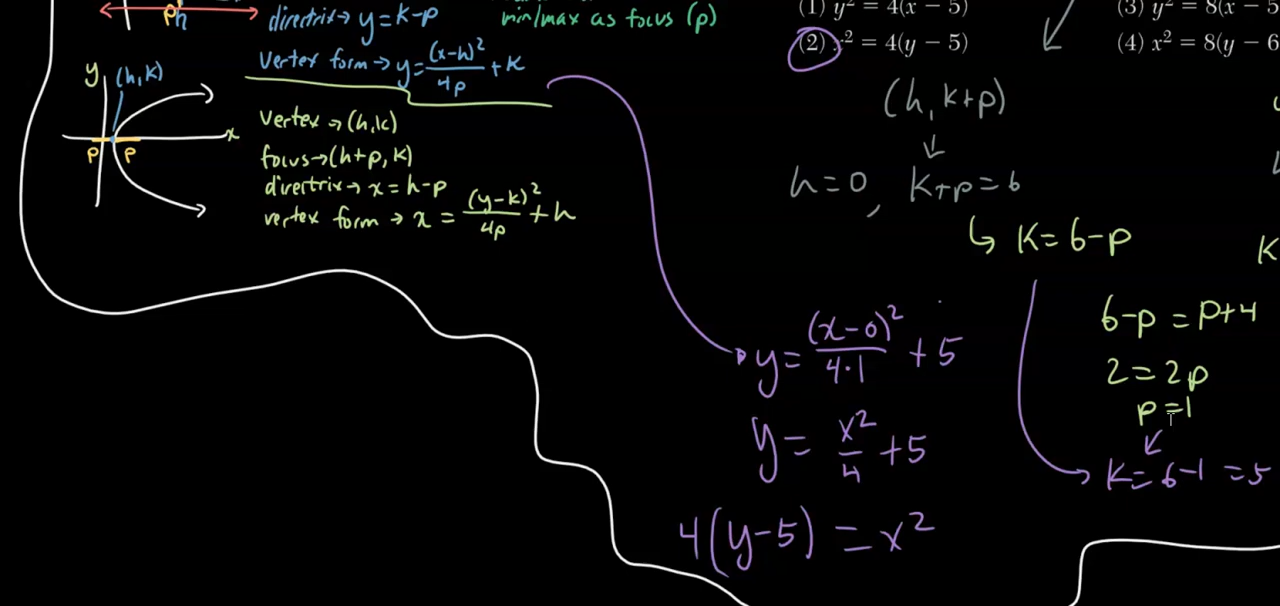 ph
directrix → y = k-p
min/max as focus (p)
Vertex form → y = (x-h)²/4p + k
y
(h,k)
x
p p
Vertex → (h,k)
focus → (h+p, k)
directrix → x = h-p
vertex form → x = (y-k)²/4p + h
(1) y² = 4(x − 5)
(3) y² = 8(x − 5
(2) x² = 4(y − 5)
(4) x² = 8(y − 6
(h, k+p)
h=0, k+p=6
↳ k=6-p
K
6-p = p+4
2 = 2p
p=1
k= 6-1 =5
y = (x-0)²/4·1 + 5
y = x²/4 + 5
4(y-5) = x²